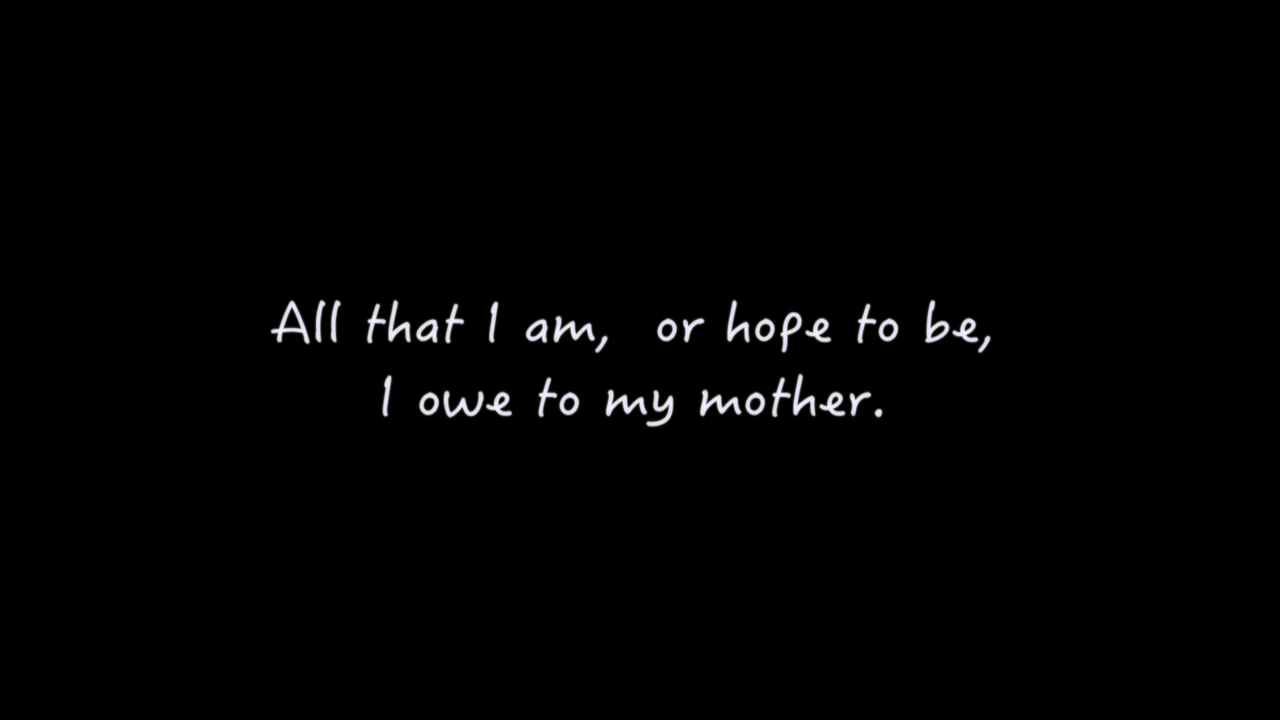 All that I am, or hope to be,
I owe to my mother.